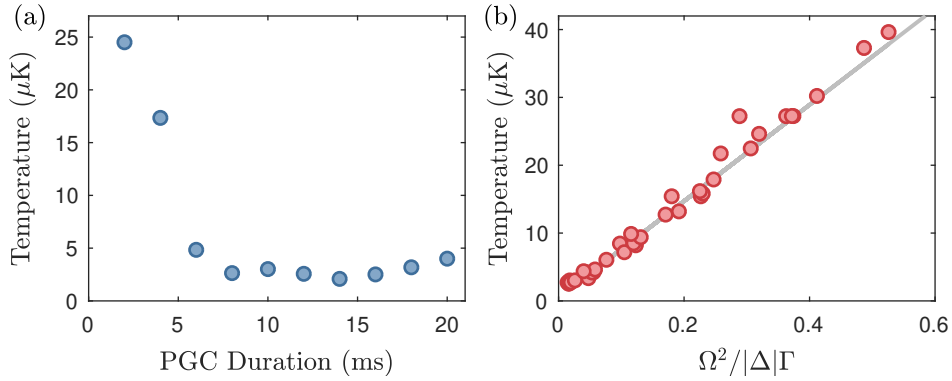 (a)
Temperature (μK)
25
20
15
10
5
0
0 5 10 15 20
PGC Duration (ms)
(b)
Temperature (μK)
40
30
20
10
0
0 0.2 0.4 0.6
Ω²/|Δ|Γ